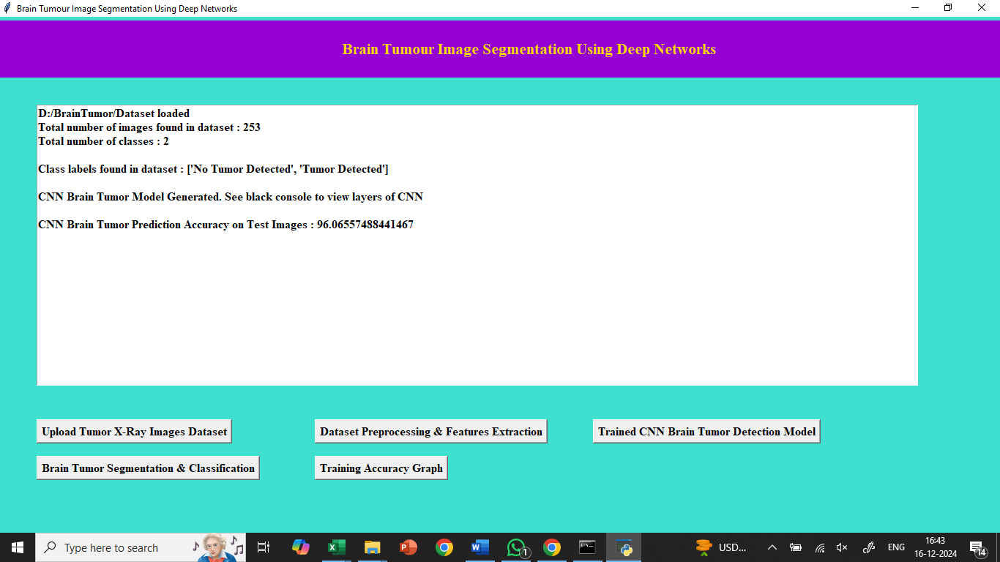 Brain Tumour Image Segmentation Using Deep Networks
Brain Tumour Image Segmentation Using Deep Networks
D:/BrainTumor/Dataset loaded
Total number of images found in dataset : 253
Total number of classes : 2
Class labels found in dataset : ['No Tumor Detected', 'Tumor Detected']
CNN Brain Tumor Model Generated. See black console to view layers of CNN
CNN Brain Tumor Prediction Accuracy on Test Images : 96.06557488441467
Upload Tumor X-Ray Images Dataset
Dataset Preprocessing & Features Extraction
Trained CNN Brain Tumor Detection Model
Brain Tumor Segmentation & Classification
Training Accuracy Graph
Type here to search
1
USD...
ENG
16:43
16-12-2024
14